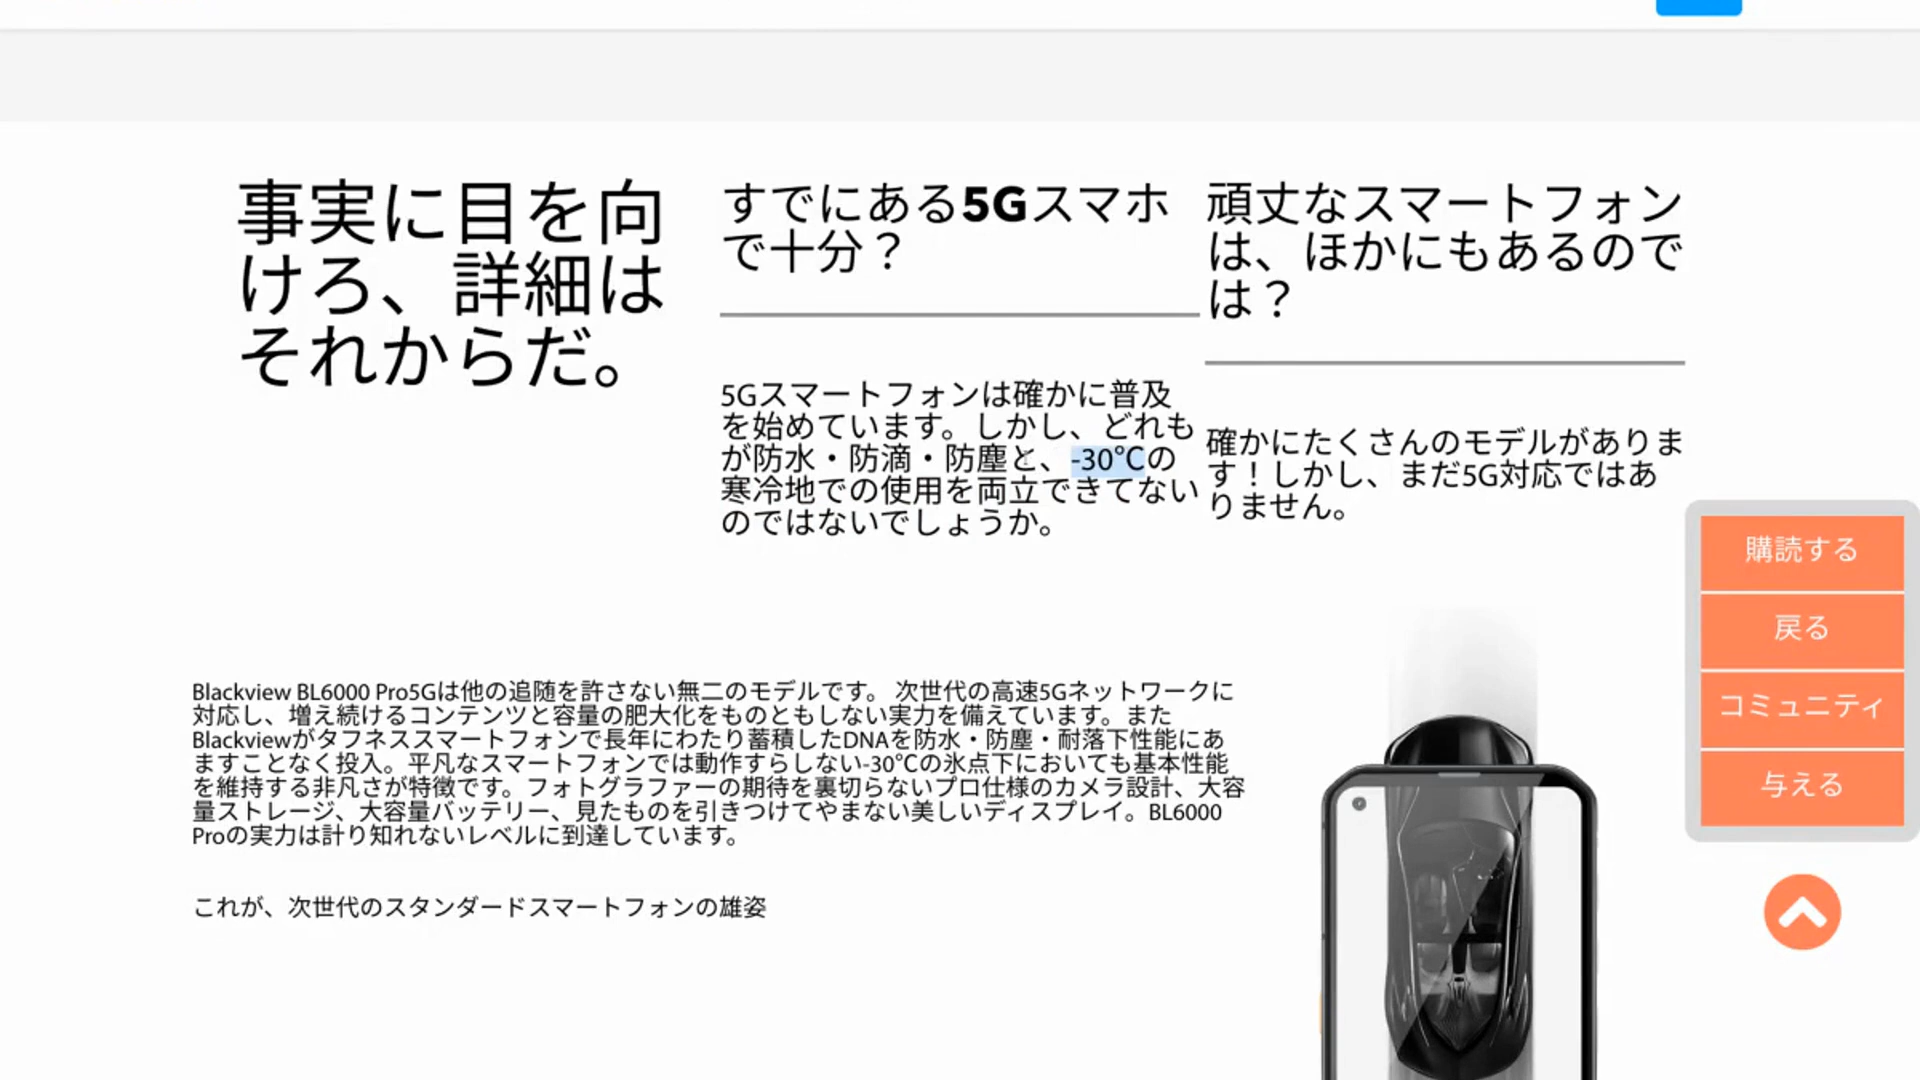 事実に目を向
けろ、詳細は
それからだ。
すでにある5Gスマホ
で十分？
5Gスマートフォンは確かに普及
を始めています。しかし、どれも
が防水・防滴・防塵と、-30℃の
寒冷地での使用を両立できてない
のではないでしょうか。
頑丈なスマートフォン
は、ほかにもあるので
は？
確かにたくさんのモデルがありま
す！しかし、まだ5G対応ではあ
りません。
Blackview BL6000 Pro5Gは他の追随を許さない無二のモデルです。 次世代の高速5Gネットワークに
対応し、増え続けるコンテンツと容量の肥大化をものともしない実力を備えています。また
Blackviewがタフネススマートフォンで長年にわたり蓄積したDNAを防水・防塵・耐落下性能にあ
ますことなく投入。平凡なスマートフォンでは動作すらしない-30℃の氷点下においても基本性能
を維持する非凡さが特徴です。フォトグラファーの期待を裏切らないプロ仕様のカメラ設計、大容
量ストレージ、大容量バッテリー、見たものを引きつけてやまない美しいディスプレイ。BL6000
Proの実力は計り知れないレベルに到達しています。
これが、次世代のスタンダードスマートフォンの雄姿
購読する
戻る
コミュニティ
与える